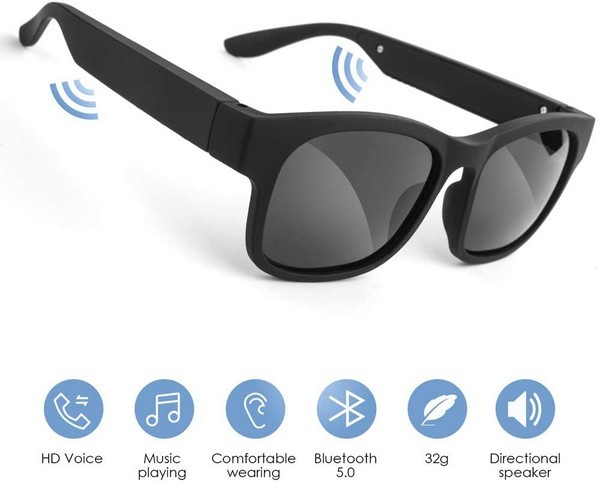 HD Voice
Music
playing
Comfortable
wearing
Bluetooth
5.0
32g
Directional
speaker